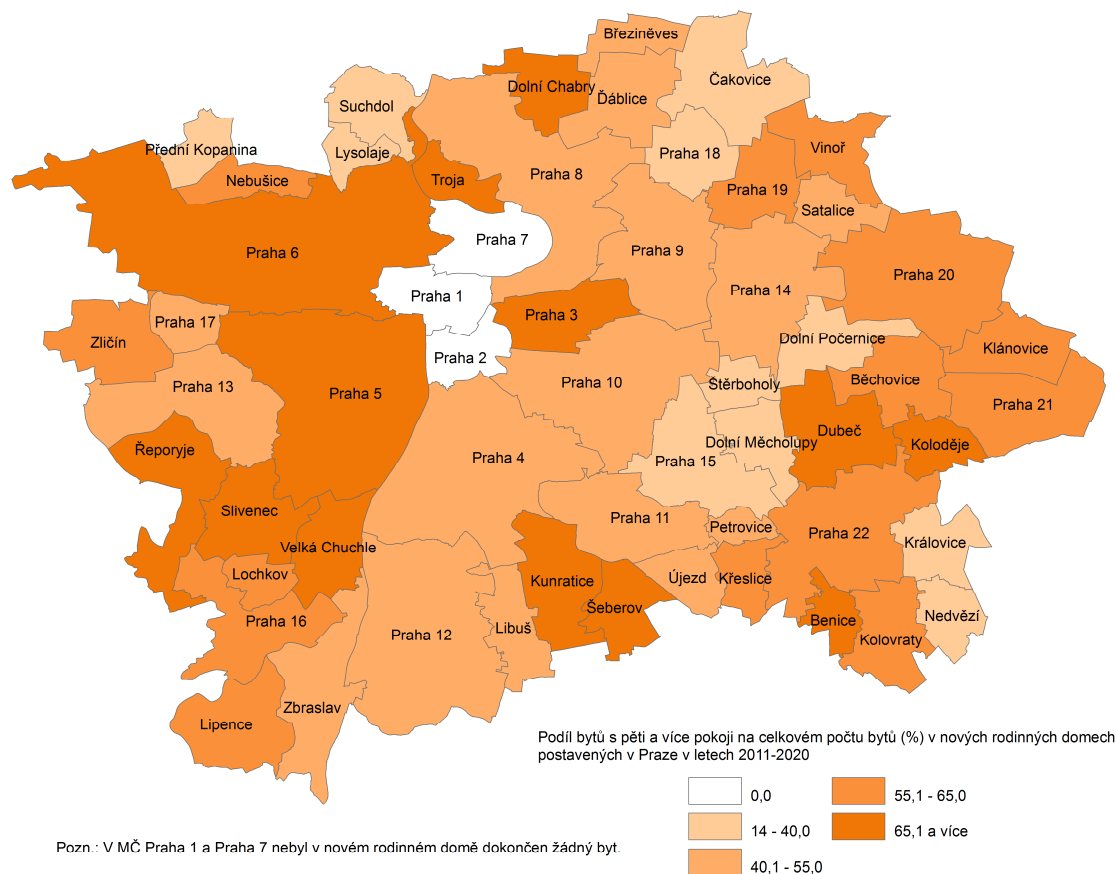 Březiněves
Čakovice
Dolní Chabry
Ďáblice
Suchdol
Přední Kopanina
Lysolaje
Praha 18
Vinoř
Nebušice
Troja
Praha 8
Praha 19
Satalice
Praha 7
Praha 6
Praha 9
Praha 20
Praha 1
Praha 14
Praha 3
Praha 17
Zličín
Praha 2
Dolní Počernice
Klánovice
Praha 13
Praha 5
Praha 10
Štěrboholy
Běchovice
Praha 21
Řeporyje
Praha 4
Praha 15
Dolní Měcholupy
Dubeč
Koloděje
Slivenec
Praha 11
Petrovice
Praha 22
Královice
Velká Chuchle
Lochkov
Kunratice
Újezd
Křeslice
Šeberov
Praha 16
Praha 12
Libuš
Benice
Kolovraty
Nedvězí
Lipence
Zbraslav
Podíl bytů s pěti a více pokoji na celkovém počtu bytů (%) v nových rodinných domech
postavených v Praze v letech 2011-2020
0,0
55,1 - 65,0
14 - 40,0
65,1 a více
40,1 - 55,0
Pozn.: V MČ Praha 1 a Praha 7 nebyl v novém rodinném domě dokončen žádný byt.